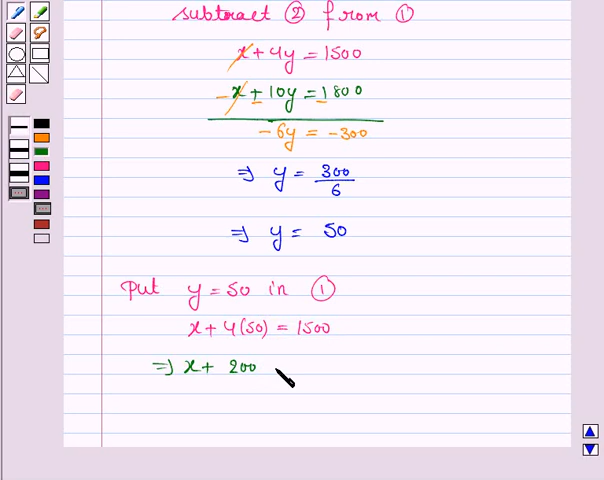 subtract ② from ①
x + 4y = 1500
- x + 10y = 1800
- 6y = - 300
⇒ y = 300/6
⇒ y = 50
Put y = 50 in ①
x + 4(50) = 1500
⇒ x + 200